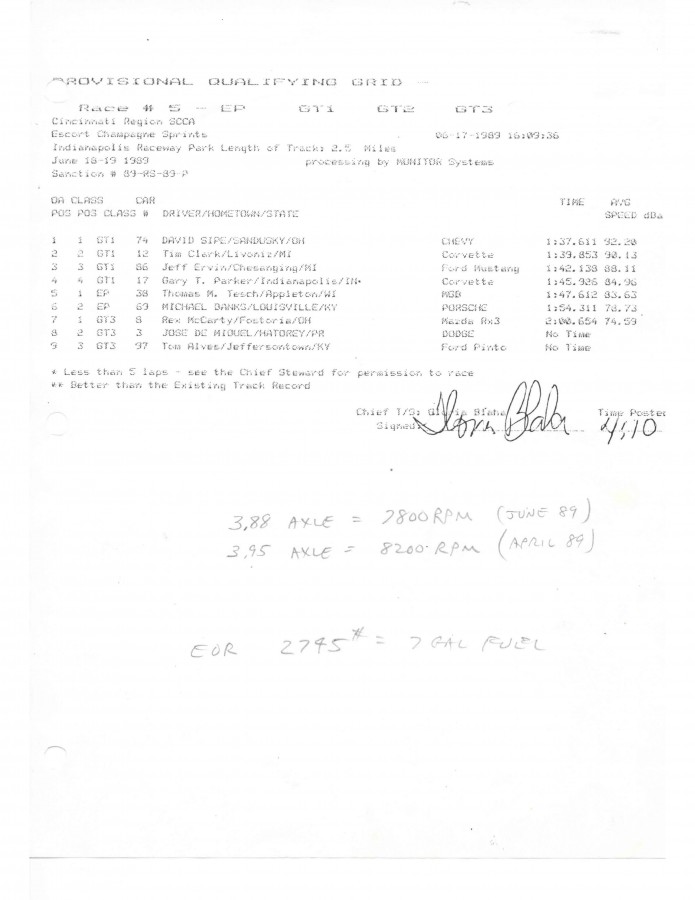 PROVISIONAL QUALIFYING GRID -
Race # 5 - EP GT1 GT2 GT3
Cincinnati Region SCCA
Escort Champagne Sprints 06-17-1989 16:09:36
Indianapolis Raceway Park Length of Track: 2.5 Miles
June 18-19 1989 processing by MONITOR Systems
Sanction # 89-RS-89-P
OA CLASS CAR TIME AVG
POS POS CLASS # DRIVER/HOMETOWN/STATE SPEED dBa
1 1 GT1 74 DAVID SIPE/SANDUSKY/OH CHEVY 1:37.611 92.20
2 2 GT1 12 Tim Clark/Livoniz/MI Corvette 1:39.853 90.13
3 3 GT1 86 Jeff Ervin/Chesanging/MI Ford Mustang 1:42.138 88.11
4 4 GT1 17 Gary T. Parker/Indianapolis/IN* Corvette 1:45.926 84.96
5 1 EP 38 Thomas M. Tesch/Appleton/WI MGB 1:47.612 83.63
6 2 EP 69 MICHAEL BANKS/LOUISVILLE/KY PORSCHE 1:54.311 78.73
7 1 GT3 8 Rex McCarty/Fostoria/OH Mazda Rx3 2:00.654 74.59
8 2 GT3 3 JOSE DE MIGUEL/HATOREY/PR DODGE No Time
9 3 GT3 97 Tom Alves/Jeffersontown/KY Ford Pinto No Time
* Less than 5 laps - see the Chief Steward for permission to race
** Better than the Existing Track Record
Chief T/S: Gloria Blaha Time Posted
Signed: Gloria Blaha 4:10
3.88 AXLE = 7800 RPM (JUNE 89)
3.95 AXLE = 8200 RPM (APRIL 89)
EOR 2745# = 7 GAL FUEL